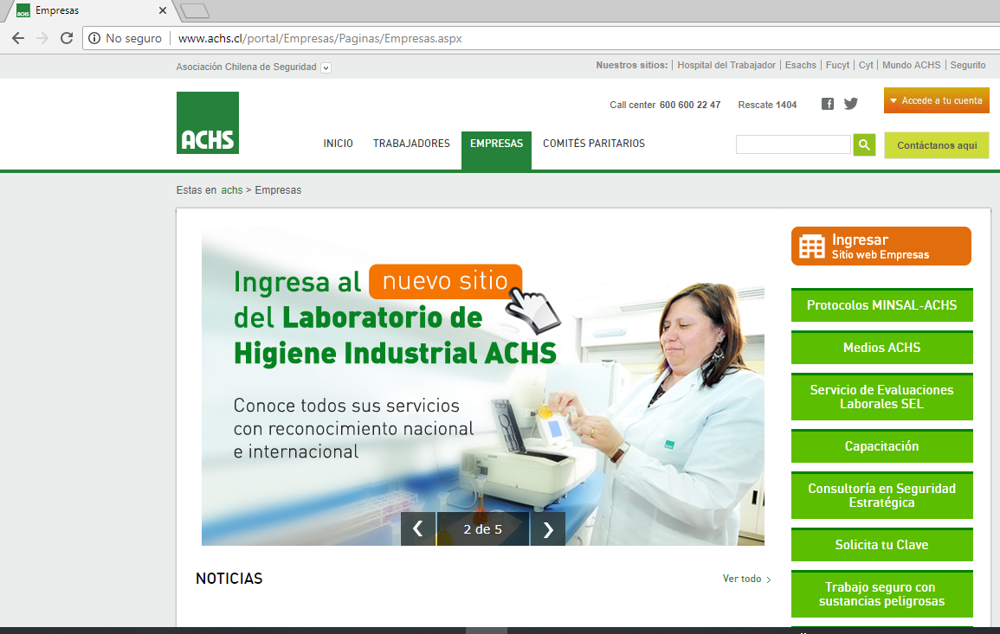 Empresas
No seguro
www.achs.cl/portal/Empresas/Paginas/Empresas.aspx
Asociación Chilena de Seguridad
Nuestros sitios: | Hospital del Trabajador | Esachs | Fucyt | Cyt | Mundo ACHS | Segurito
ACHS
Call center 600 600 22 47
Rescate 1404
Accede a tu cuenta
INICIO
TRABAJADORES
EMPRESAS
COMITÉS PARITARIOS
Contáctanos aqui
Estas en achs > Empresas
Ingresa al nuevo sitio
del Laboratorio de
Higiene Industrial ACHS
Conoce todos sus servicios
con reconocimiento nacional
e internacional
2 de 5
NOTICIAS
Ver todo
Ingresar
Sitio web Empresas
Protocolos MINSAL-ACHS
Medios ACHS
Servicio de Evaluaciones
Laborales SEL
Capacitación
Consultoría en Seguridad
Estratégica
Solicita tu Clave
Trabajo seguro con
sustancias peligrosas